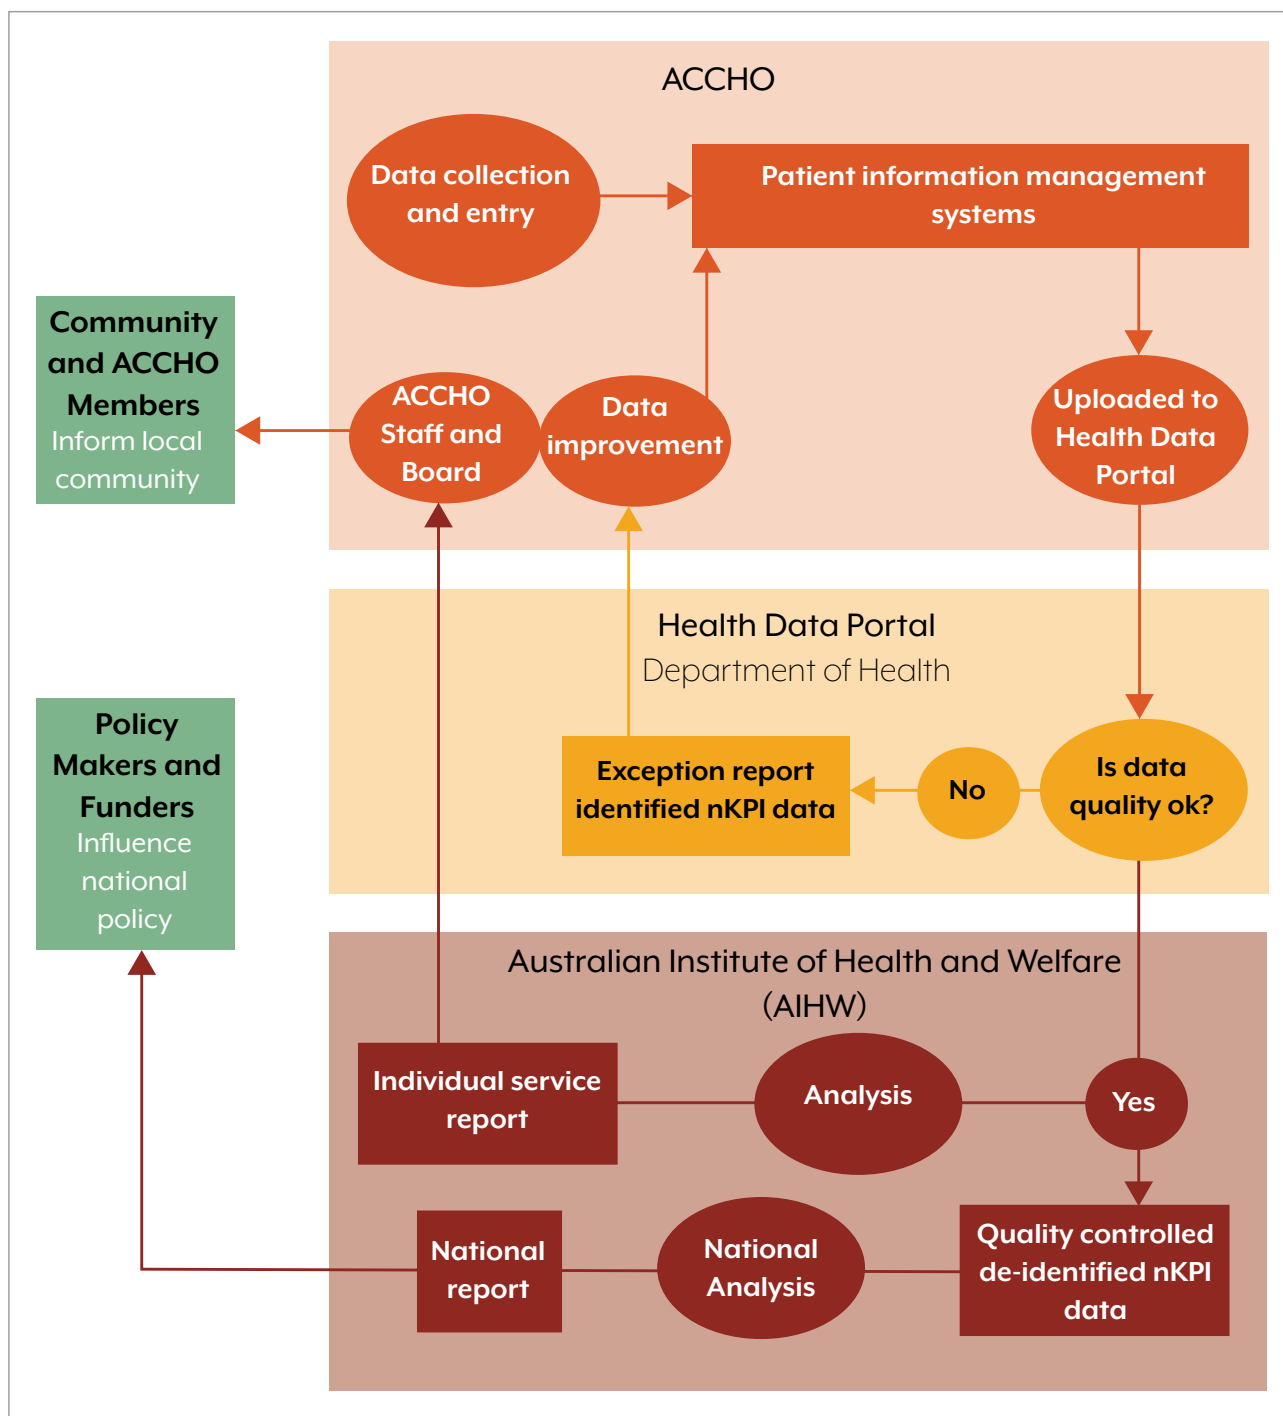 ACCHO
Data collection
and entry
Patient information management
systems
Community
and ACCHO
Members
Inform local
community
ACCHO
Staff and
Board
Data
improvement
Uploaded to
Health Data
Portal
Health Data Portal
Department of Health
Policy
Makers and
Funders
Influence
national
policy
Exception report
identified nKPI data
No
Is data
quality ok?
Australian Institute of Health and Welfare
(AIHW)
Individual service
report
Analysis
Yes
National
report
National
Analysis
Quality controlled
de-identified nKPI
data